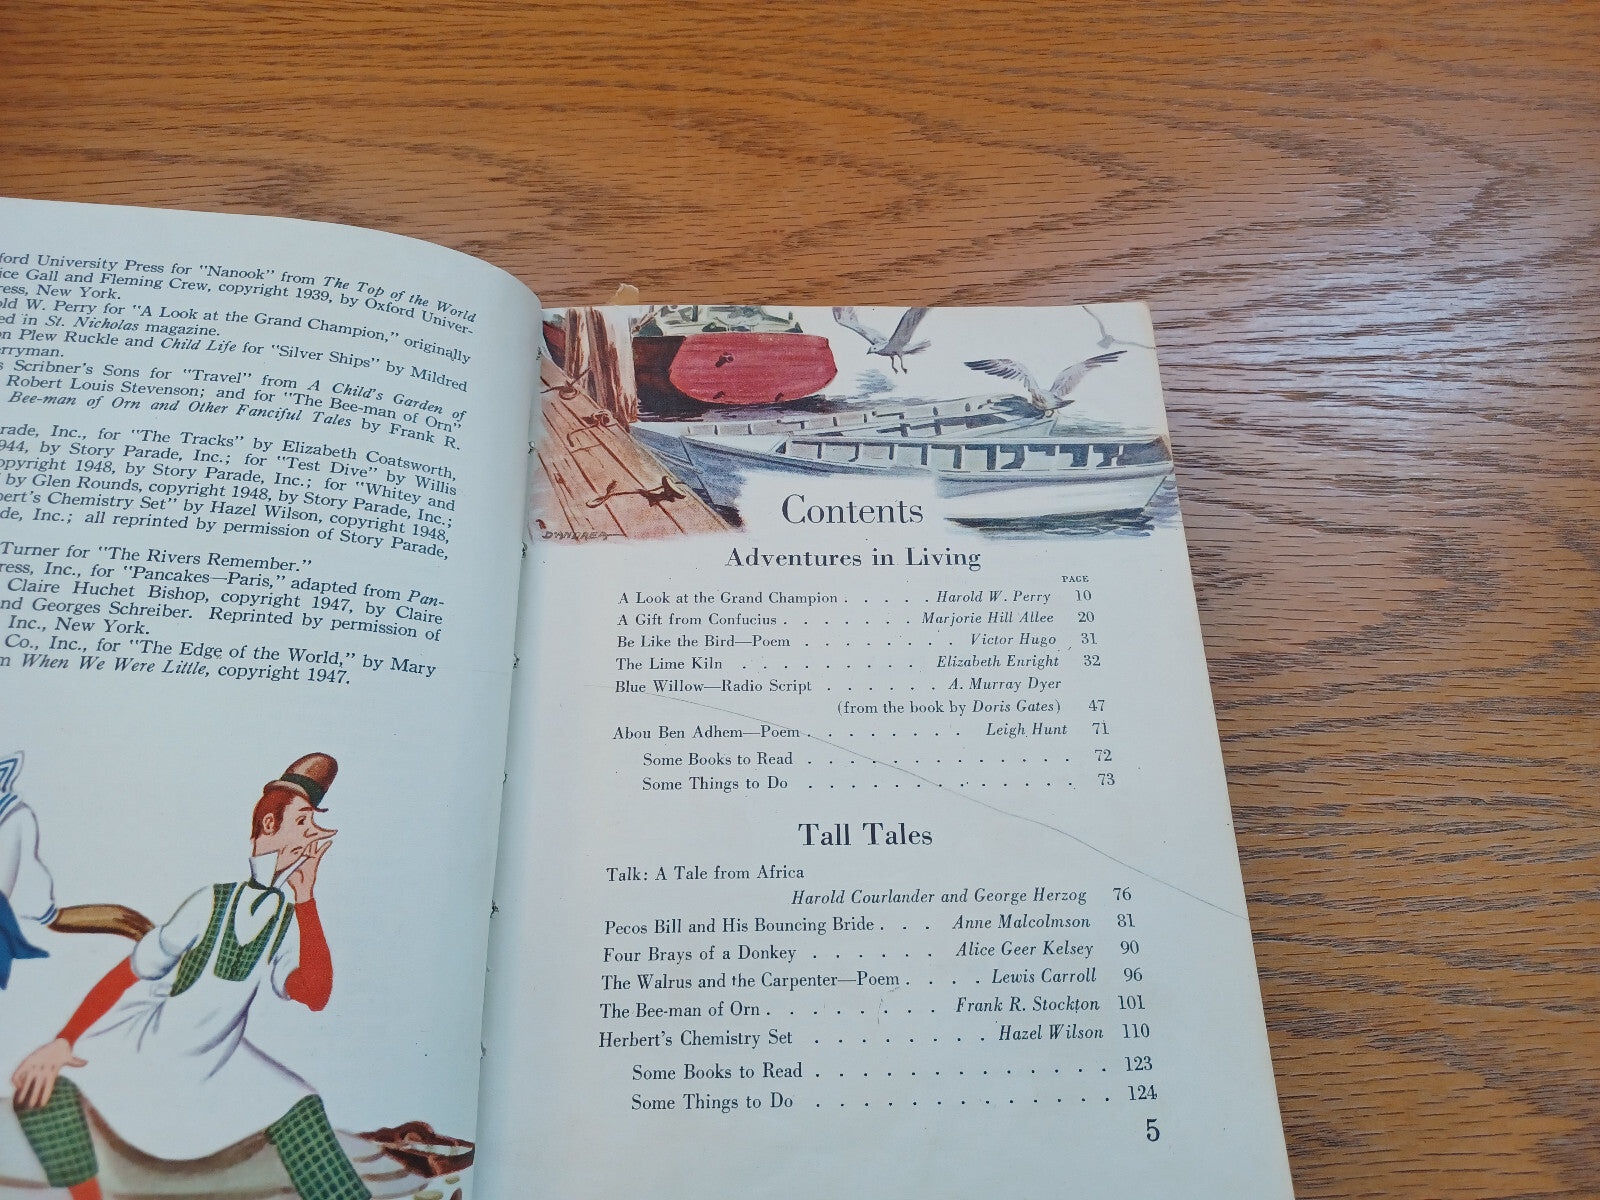 ford University Press for "Nanook" from The Top of the World
ice Gall and Fleming Crew, copyright 1939, by Oxford Univer-
ress, New York.
old W. Perry for "A Look at the Grand Champion," originally
ed in St. Nicholas magazine.
on Plew Ruckle and Child Life for "Silver Ships" by Mildred
erryman.
s Scribner's Sons for "Travel" from A Child's Garden of
Robert Louis Stevenson; and for "The Bee-man of Orn"
Bee-man of Orn and Other Fanciful Tales by Frank R.
arade, Inc., for "The Tracks" by Elizabeth Coatsworth,
944, by Story Parade, Inc.; for "Test Dive" by Willis
opyright 1948, by Story Parade, Inc.; for "Whitey and
by Glen Rounds, copyright 1948, by Story Parade, Inc.;
bert's Chemistry Set" by Hazel Wilson, copyright 1948,
de, Inc.; all reprinted by permission of Story Parade,
Turner for "The Rivers Remember."
ress, Inc., for "Pancakes—Paris," adapted from Pan-
Claire Huchet Bishop, copyright 1947, by Claire
nd Georges Schreiber. Reprinted by permission of
Inc., New York.
Co., Inc., for "The Edge of the World," by Mary
m When We Were Little, copyright 1947.
D'ANDREA
Contents
Adventures in Living
PAGE
A Look at the Grand Champion . . . . . Harold W. Perry 10
A Gift from Confucius . . . . . . . Marjorie Hill Allee 20
Be Like the Bird—Poem . . . . . . . Victor Hugo 31
The Lime Kiln . . . . . . . . . Elizabeth Enright 32
Blue Willow—Radio Script . . . . . . A. Murray Dyer
(from the book by Doris Gates) 47
Abou Ben Adhem—Poem . . . . . . . Leigh Hunt 71
Some Books to Read . . . . . . . . . . . . . 72
Some Things to Do . . . . . . . . . . . . . 73
Tall Tales
Talk: A Tale from Africa
Harold Courlander and George Herzog 76
Pecos Bill and His Bouncing Bride . . . Anne Malcolmson 81
Four Brays of a Donkey . . . . . . Alice Geer Kelsey 90
The Walrus and the Carpenter—Poem . . . . Lewis Carroll 96
The Bee-man of Orn . . . . . . . . Frank R. Stockton 101
Herbert's Chemistry Set . . . . . . . . Hazel Wilson 110
Some Books to Read . . . . . . . . . . . . . 123
Some Things to Do . . . . . . . . . . . . . 124
5